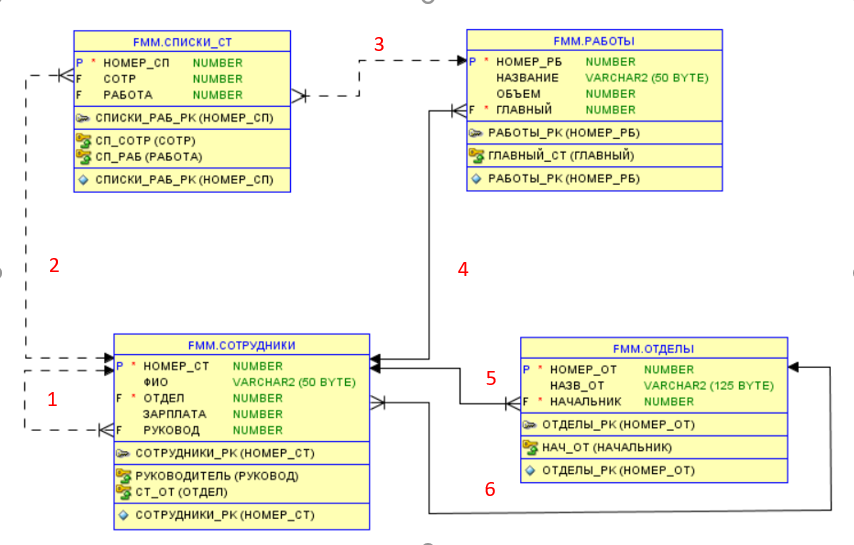 FMM.СПИСКИ_СТ
P * НОМЕР_СП NUMBER
F СОТР NUMBER
F РАБОТА NUMBER
СПИСКИ_РАБ_PK (НОМЕР_СП)
СП_СОТР (СОТР)
СП_РАБ (РАБОТА)
СПИСКИ_РАБ_PK (НОМЕР_СП)
3
FMM.РАБОТЫ
P * НОМЕР_РБ NUMBER
НАЗВАНИЕ VARCHAR2 (50 BYTE)
ОБЪЕМ NUMBER
F * ГЛАВНЫЙ NUMBER
РАБОТЫ_PK (НОМЕР_РБ)
ГЛАВНЫЙ_СТ (ГЛАВНЫЙ)
РАБОТЫ_PK (НОМЕР_РБ)
2
4
FMM.СОТРУДНИКИ
P * НОМЕР_СТ NUMBER
ФИО VARCHAR2 (50 BYTE)
F * ОТДЕЛ NUMBER
ЗАРПЛАТА NUMBER
F РУКОВОД NUMBER
СОТРУДНИКИ_PK (НОМЕР_СТ)
РУКОВОДИТЕЛЬ (РУКОВОД)
СТ_ОТ (ОТДЕЛ)
СОТРУДНИКИ_PK (НОМЕР_СТ)
1
5
FMM.ОТДЕЛЫ
P * НОМЕР_ОТ NUMBER
НАЗВ_ОТ VARCHAR2 (125 BYTE)
F * НАЧАЛЬНИК NUMBER
ОТДЕЛЫ_PK (НОМЕР_ОТ)
НАЧ_ОТ (НАЧАЛЬНИК)
ОТДЕЛЫ_PK (НОМЕР_ОТ)
6